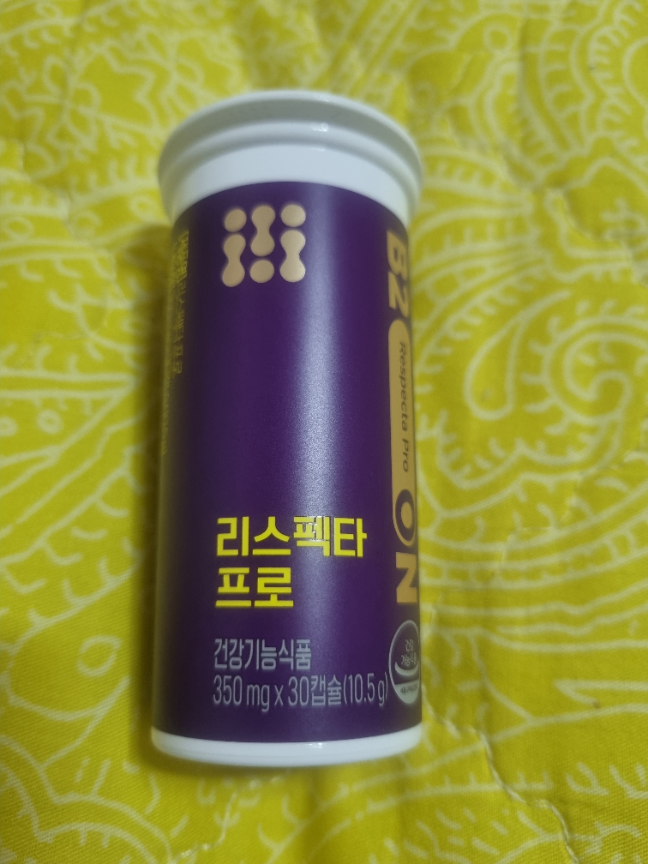 B2
Respecta Pro
ON
리스펙타
프로
건강기능식품
350 mg x 30캡슐(10.5 g)